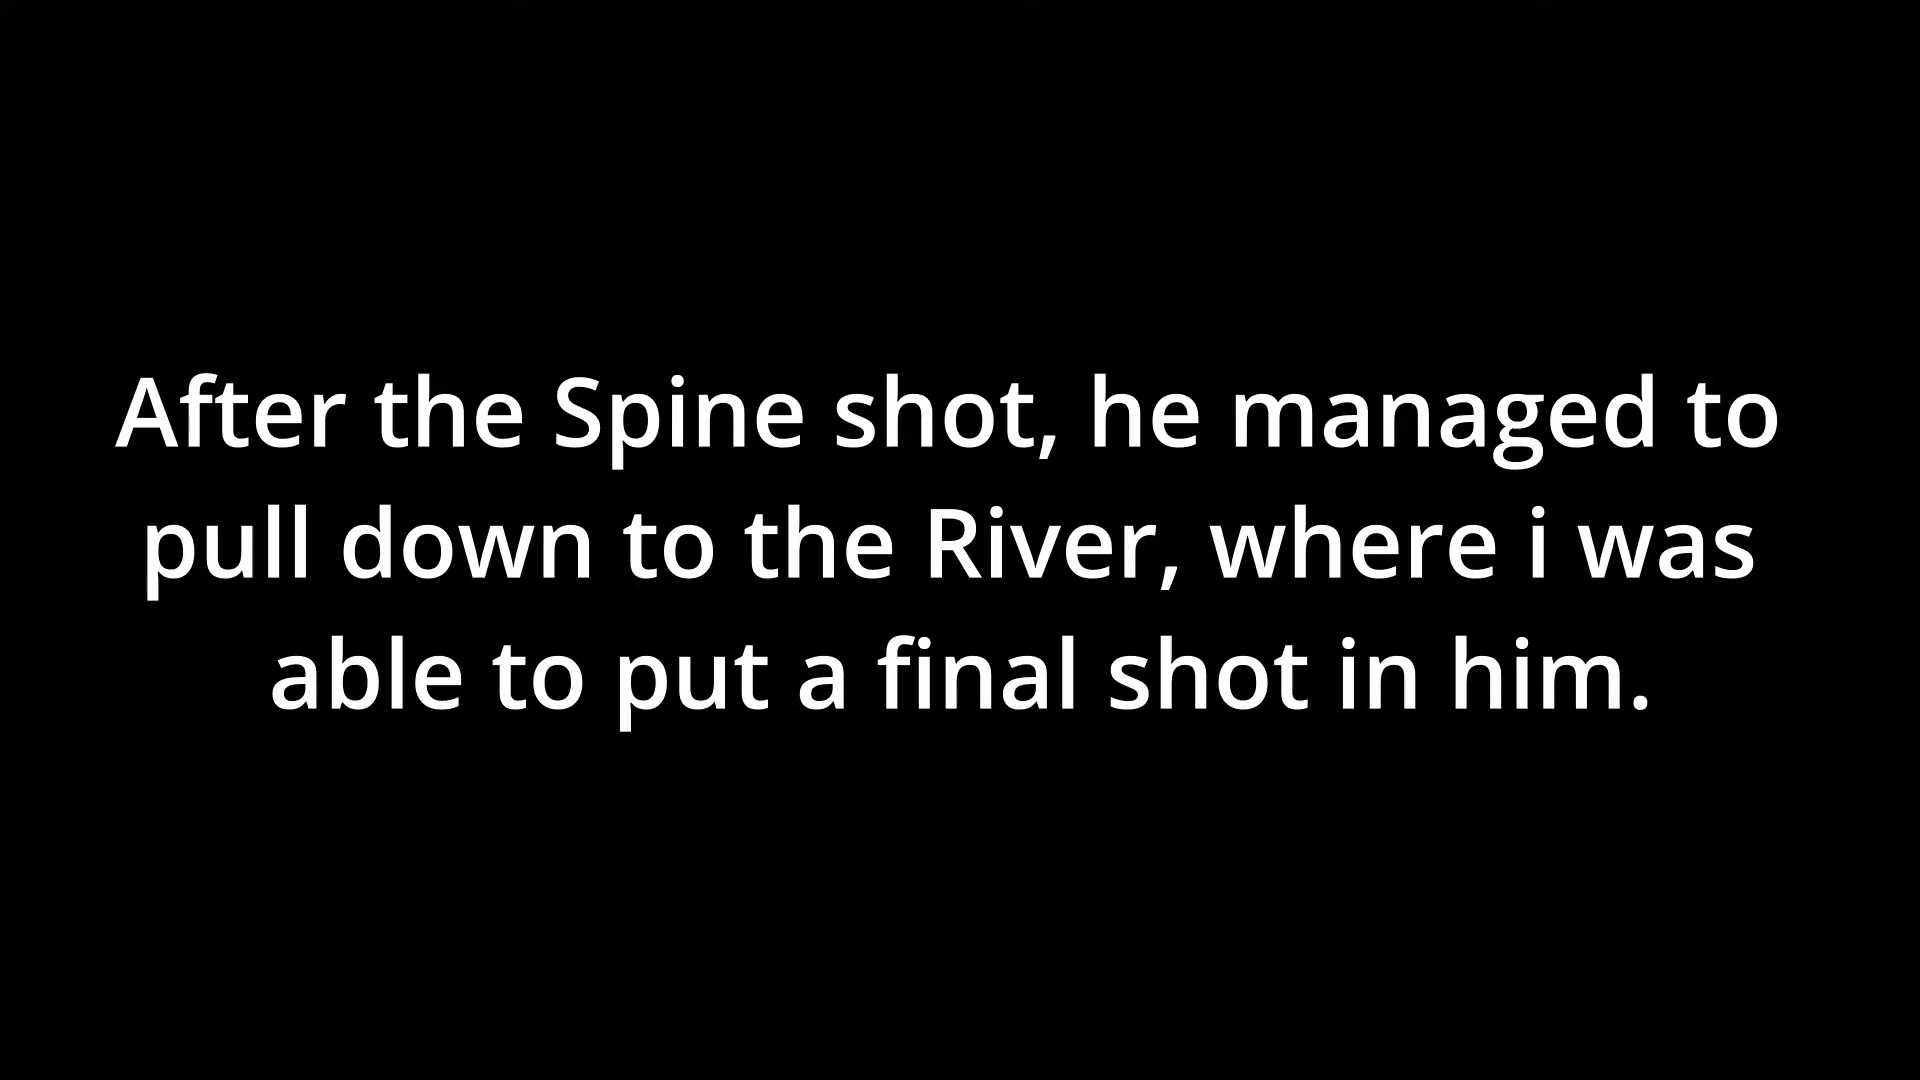 After the Spine shot, he managed to
pull down to the River, where i was
able to put a final shot in him.